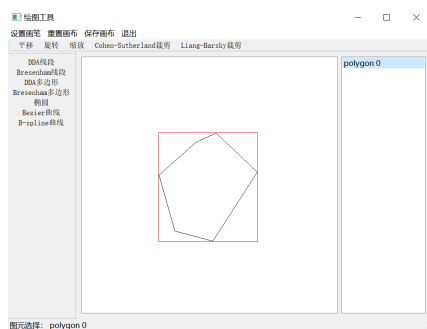 绘图工具
设置画笔 重置画布 保存画布 退出
平移 旋转 缩放 Cohen-Sutherland裁剪 Liang-Barsky裁剪
DDA线段
Bresenham线段
DDA多边形
Bresenham多边形
椭圆
Bezier曲线
B-spline曲线
polygon 0
图元选择: polygon 0